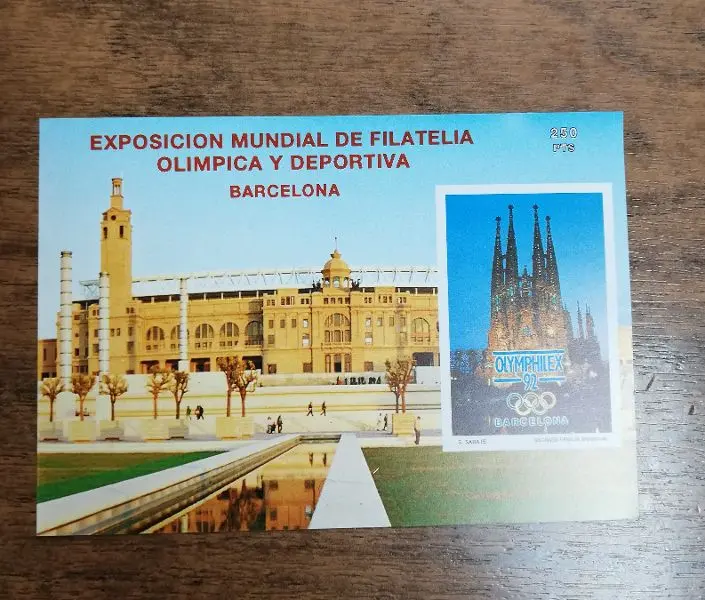 EXPOSICION MUNDIAL DE FILATELIA
OLIMPICA Y DEPORTIVA
BARCELONA
250
PTS
OLYMPHILEX
92
BARCELONA